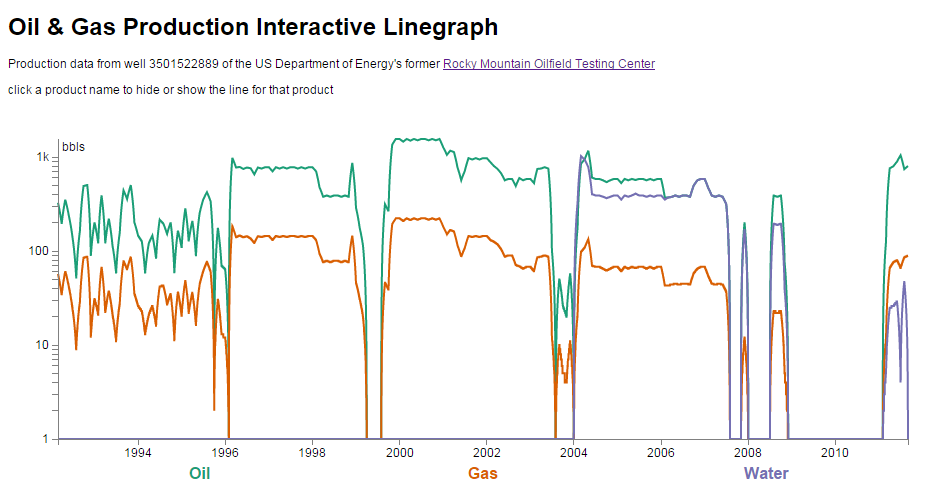 Oil & Gas Production Interactive Linegraph
Production data from well 3501522889 of the US Department of Energy's former Rocky Mountain Oilfield Testing Center
click a product name to hide or show the line for that product
bbls
1k
100
10
1
1994 1996 1998 2000 2002 2004 2006 2008 2010
Oil Gas Water